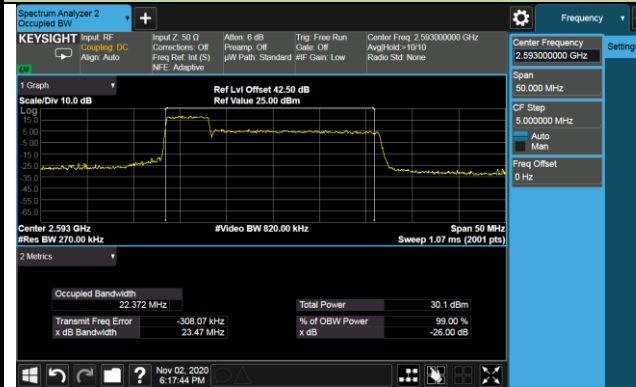 Spectrum Analyzer 2
Occupied BW
Frequency
KEYSIGHT
Input: RF
Coupling: DC
Align: Auto
Input Z: 50 Ω
Corrections: Off
Freq Ref: Int (S)
NFE: Adaptive
Atten: 6 dB
Preamp: Off
µW Path: Standard
Trig: Free Run
Gate: Off
#IF Gain: Low
Center Freq: 2.593000000 GHz
Avg|Hold:>10/10
Radio Std: None
Center Frequency
2.593000000 GHz
Settings
Span
50.000 MHz
CF Step
5.000000 MHz
Auto
Man
Freq Offset
0 Hz
1 Graph
Scale/Div 10.0 dB
Ref Lvl Offset 42.50 dB
Ref Value 25.00 dBm
Log
15.0
5.00
-5.00
-15.0
-25.0
-35.0
-45.0
-55.0
-65.0
Center 2.593 GHz
#Res BW 270.00 kHz
#Video BW 820.00 kHz
Span 50 MHz
Sweep 1.07 ms (2001 pts)
2 Metrics
Occupied Bandwidth
22.372 MHz
Total Power 30.1 dBm
Transmit Freq Error -308.07 kHz
% of OBW Power 99.00 %
x dB Bandwidth 23.47 MHz
x dB -26.00 dB
Nov 02, 2020
6:17:44 PM